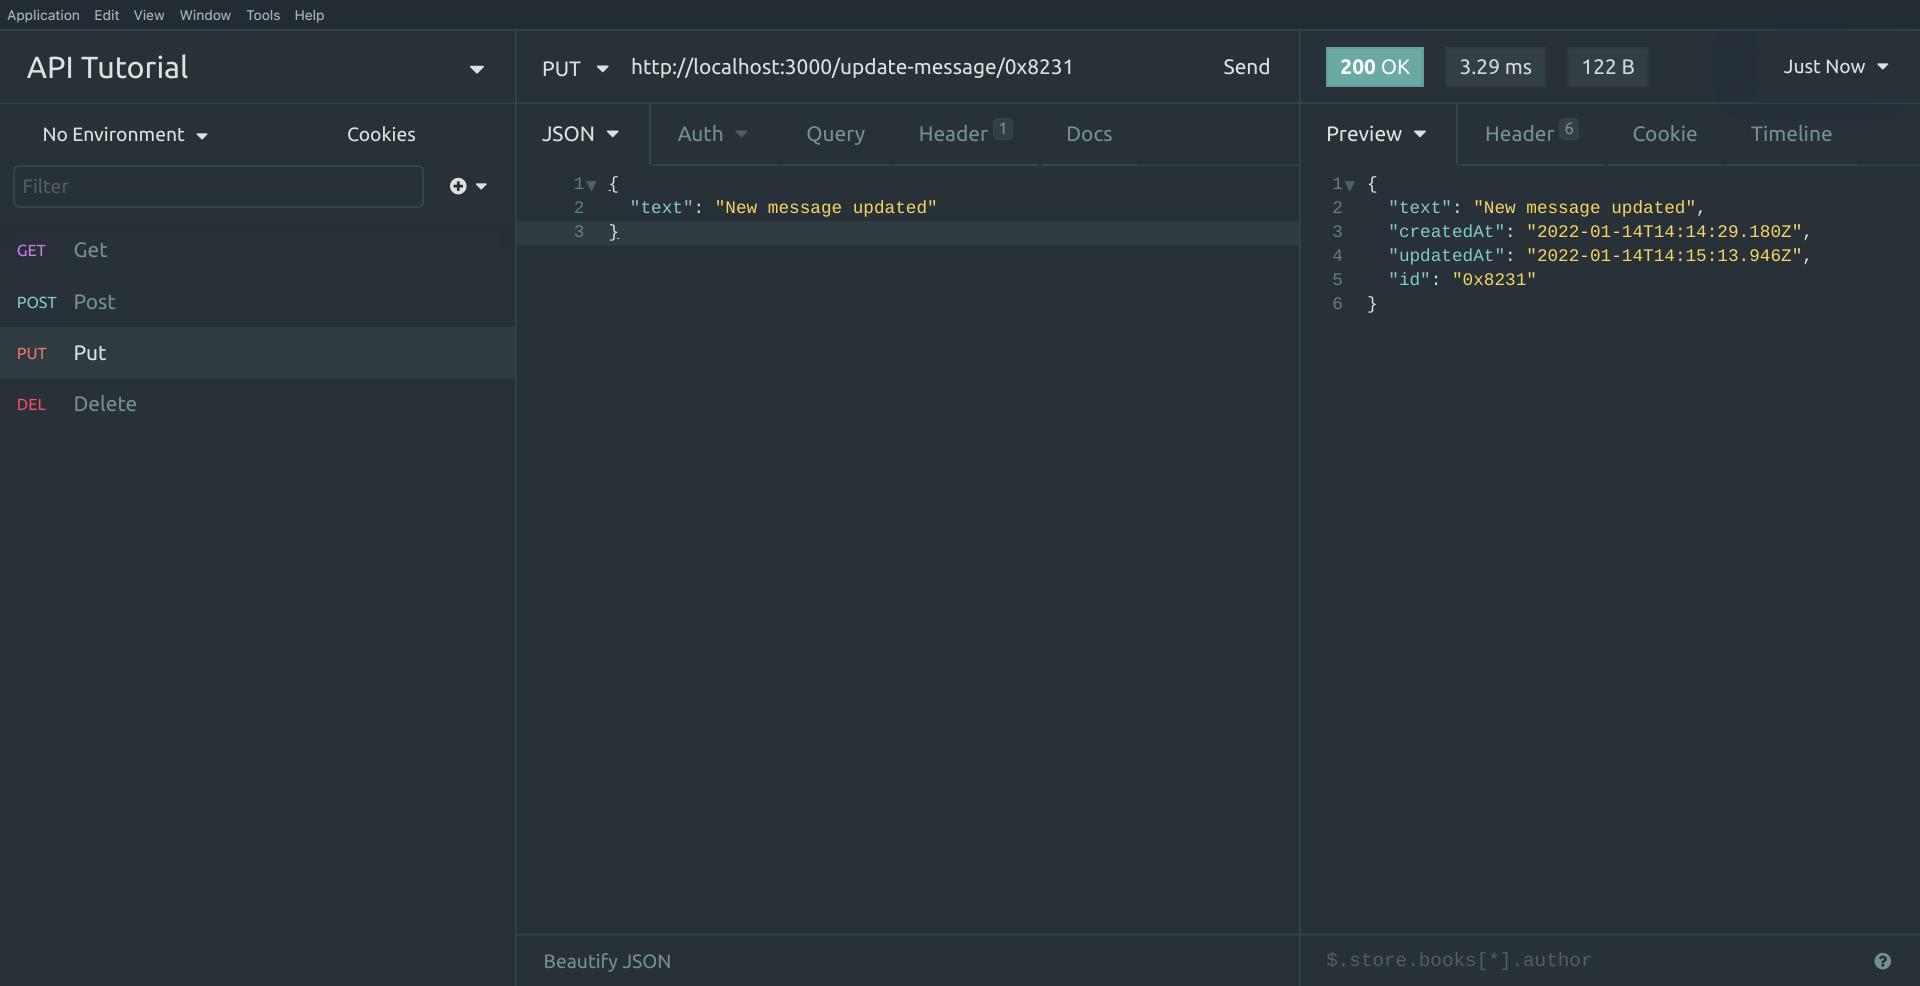 Application Edit View Window Tools Help
API Tutorial
No Environment Cookies
Filter
GET Get
POST Post
PUT Put
DEL Delete
PUT http://localhost:3000/update-message/0x8231 Send
JSON Auth Query Header 1 Docs
1 {
2 "text": "New message updated"
3 }
Beautify JSON
200 OK 3.29 ms 122 B Just Now
Preview Header 6 Cookie Timeline
1 {
2 "text": "New message updated",
3 "createdAt": "2022-01-14T14:14:29.180Z",
4 "updatedAt": "2022-01-14T14:15:13.946Z",
5 "id": "0x8231"
6 }
$.store.books[*].author ?